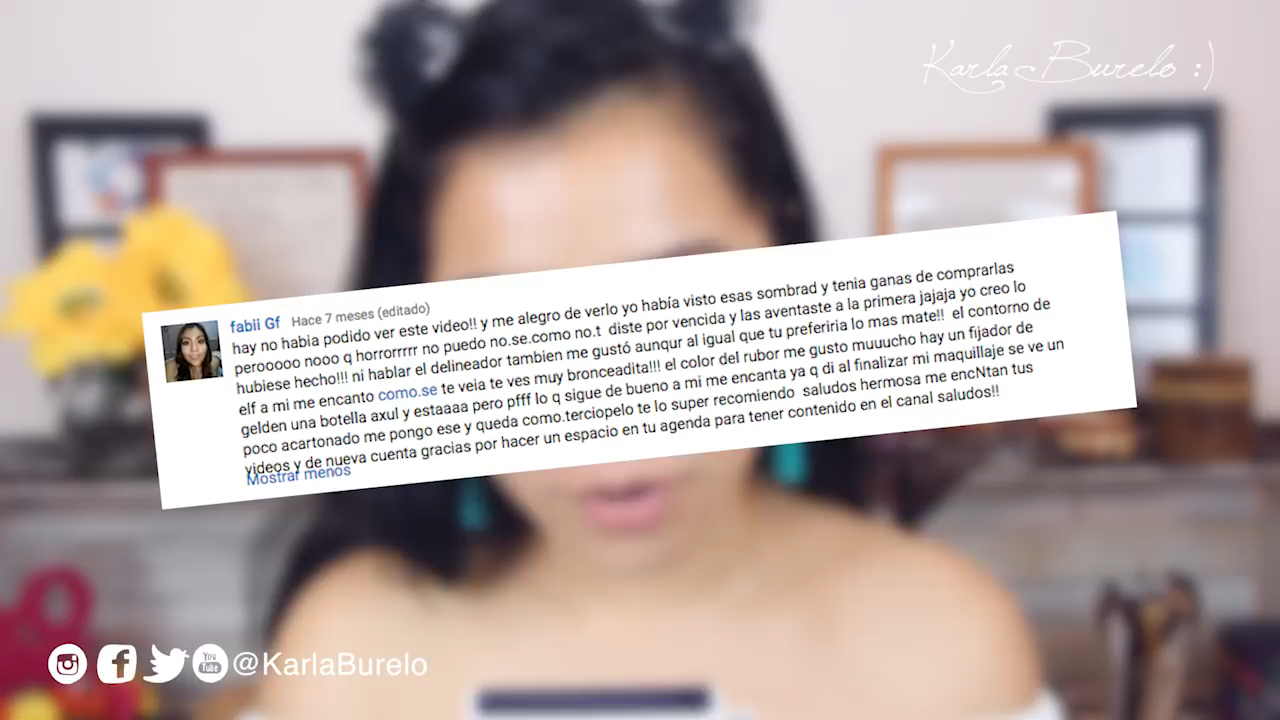 Karla Burelo :)
fabii Gf Hace 7 meses (editado)
hay no habia podido ver este video!! y me alegro de verlo yo había visto esas sombrad y tenia ganas de comprarlas
perooooo nooo q horrorrrrr no puedo no.se.como no.t diste por vencida y las aventaste a la primera jajaja yo creo lo
hubiese hecho!!! ni hablar el delineador tambien me gustó aunqur al igual que tu preferiria lo mas mate!! el contorno de
elf a mi me encanto como.se te veia te ves muy bronceadita!!! el color del rubor me gusto muuucho hay un fijador de
gelden una botella axul y estaaaa pero pfff lo q sigue de bueno a mi me encanta ya q di al finalizar mi maquillaje se ve un
poco acartonado me pongo ese y queda como.terciopelo te lo super recomiendo saludos hermosa me encNtan tus
videos y de nueva cuenta gracias por hacer un espacio en tu agenda para tener contenido en el canal saludos!!
Mostrar menos
You Tube @KarlaBurelo